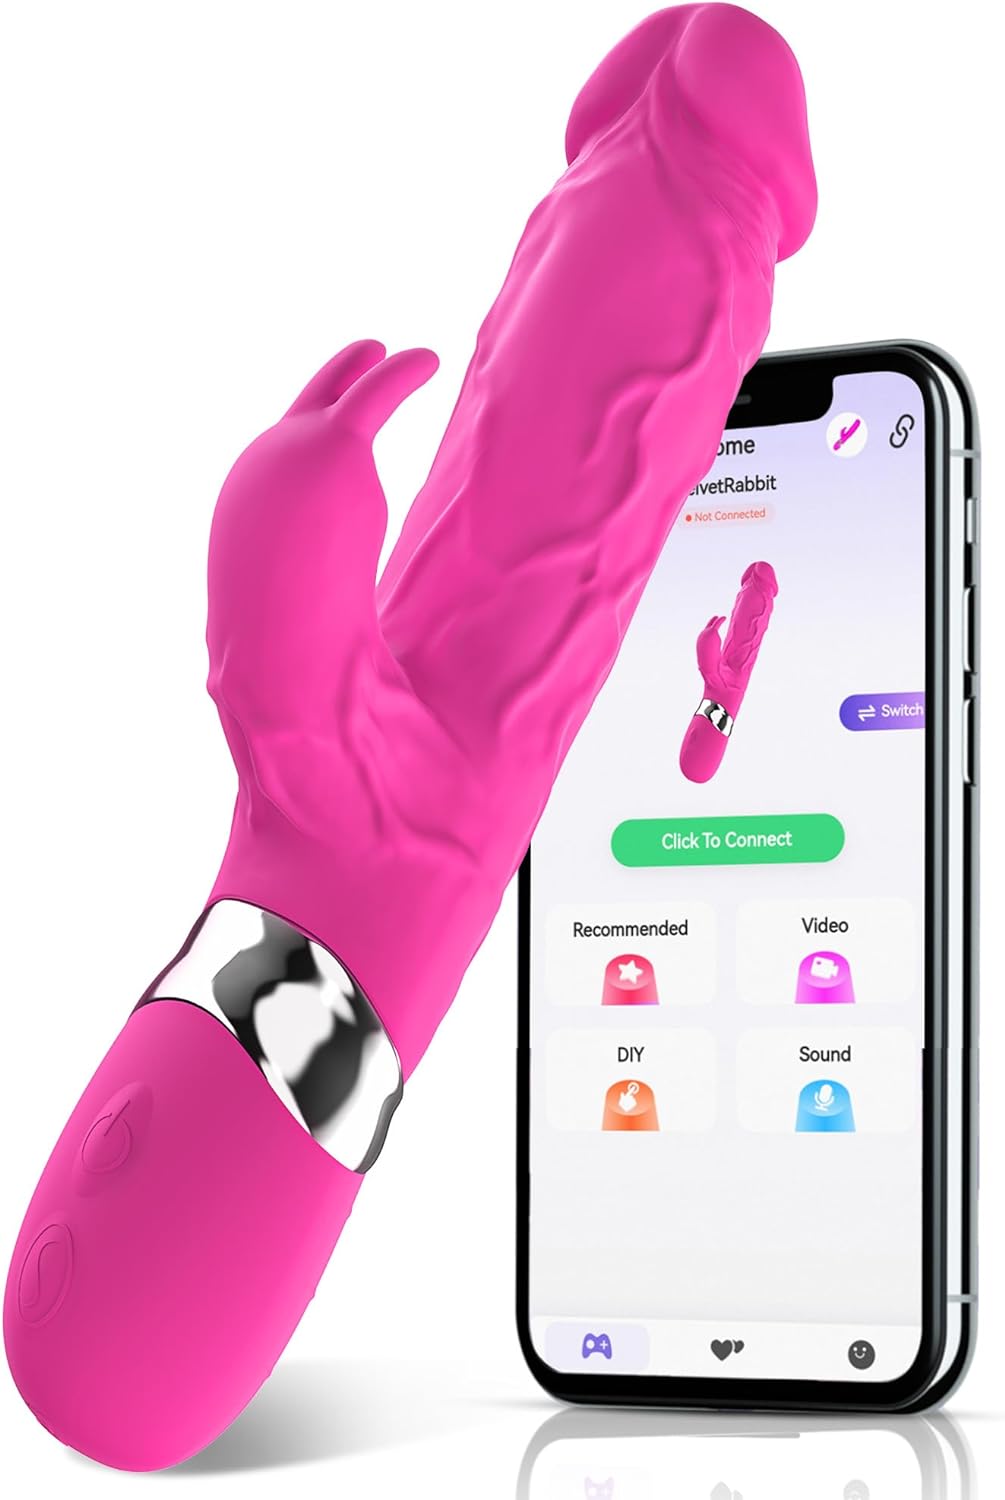 ome
elvetRabbit
Not Connected
Switch
Click To Connect
Recommended
Video
DIY
Sound